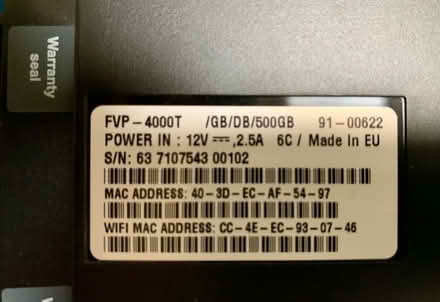 Warranty
seal
FVP-4000T /GB/DB/500GB 91-00622
POWER IN : 12V ⎓,2.5A 6C / Made In EU
S/N: 63 7107543 00102
MAC ADDRESS: 40-3D-EC-AF-54-97
WIFI MAC ADDRESS: CC-4E-EC-93-07-46